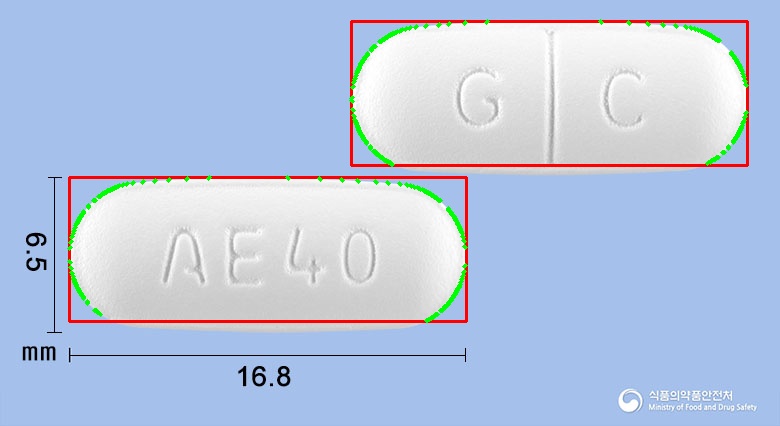 G C
AE40
6.5
mm
16.8
식품의약품안전처
Ministry of Food and Drug Safety